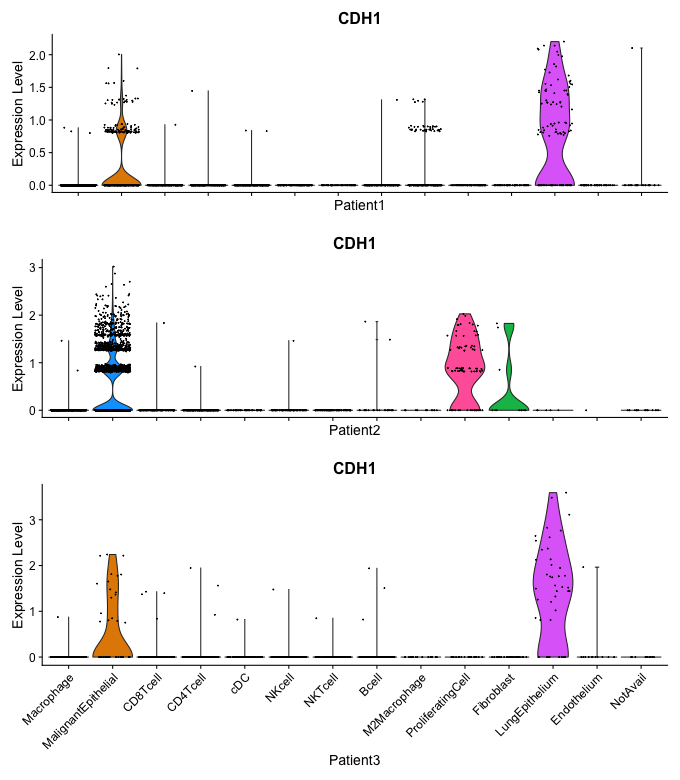 CDH1
Expression Level
2.0
1.5
1.0
0.5
0.0
Patient1
CDH1
Expression Level
3
2
1
0
Patient2
CDH1
Expression Level
3
2
1
0
Macrophage
MalignantEpithelial
CD8Tcell
CD4Tcell
cDC
NKcell
NKTcell
Bcell
M2Macrophage
ProliferatingCell
Fibroblast
LungEpithelium
Endothelium
NotAvail
Patient3